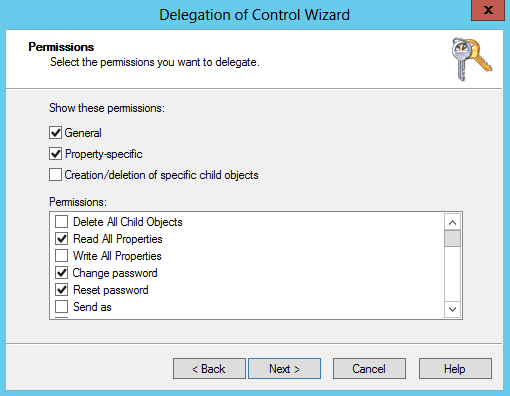 Delegation of Control Wizard
x
Permissions
Select the permissions you want to delegate.
Show these permissions:
General
Property-specific
Creation/deletion of specific child objects
Permissions:
Delete All Child Objects
Read All Properties
Write All Properties
Change password
Reset password
Send as
< Back
Next >
Cancel
Help